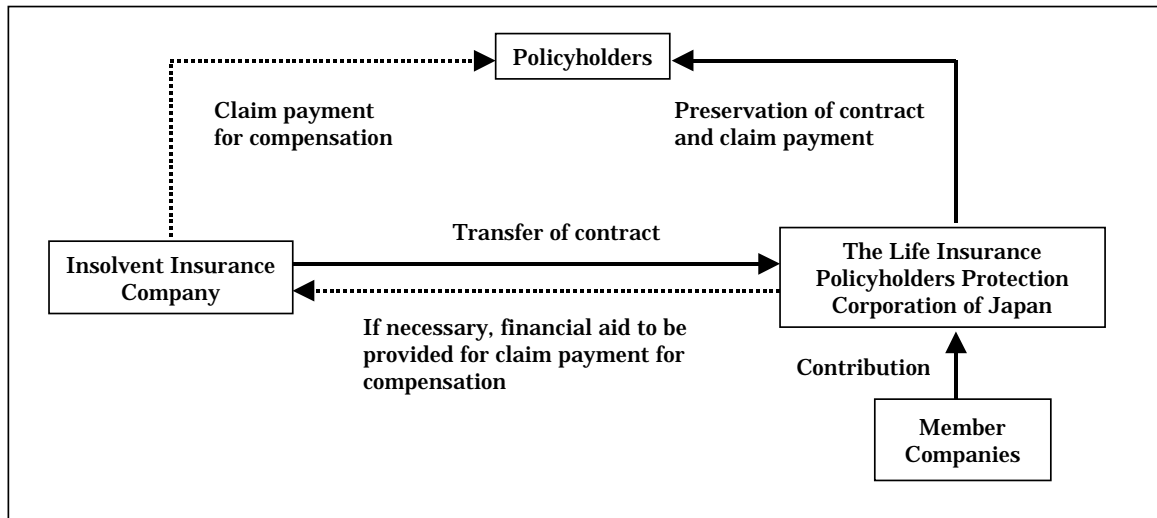 Policyholders
Claim payment
for compensation
Preservation of contract
and claim payment
Transfer of contract
Insolvent Insurance
Company
The Life Insurance
Policyholders Protection
Corporation of Japan
If necessary, financial aid to be
provided for claim payment for
compensation
Contribution
Member
Companies